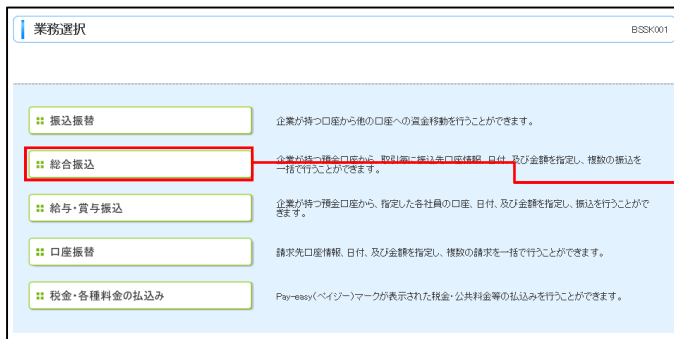 業務選択
BSSK001
振込振替
企業が持つ口座から他の口座への資金移動を行うことができます。
総合振込
企業が持つ預金口座から、取引毎に振込先口座情報、日付、及び金額を指定し、複数の振込を
一括で行うことができます。
給与・賞与振込
企業が持つ預金口座から、指定した各社員の口座、日付、及び金額を指定し、振込を行うことがで
きます。
口座振替
請求先口座情報、日付、及び金額を指定し、複数の請求を一括で行うことができます。
税金・各種料金の払込み
Pay-easy(ペイジー)マークが表示された税金・公共料金等の払込みを行うことができます。